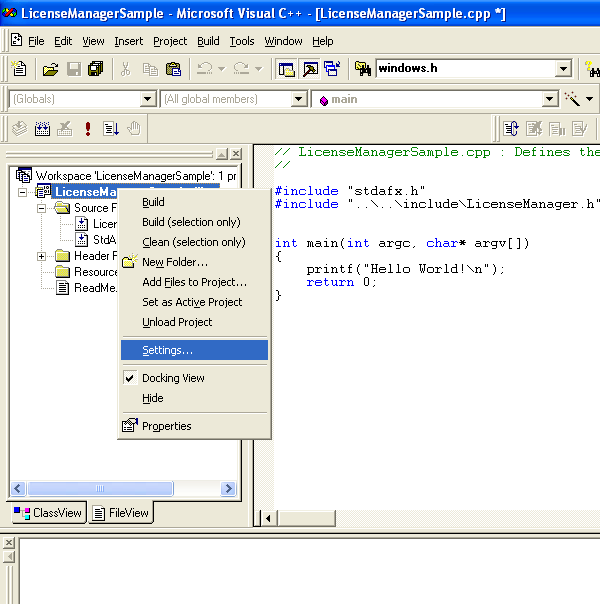 LicenseManagerSample - Microsoft Visual C++ - [LicenseManagerSample.cpp *]
File Edit View Insert Project Build Tools Window Help
windows.h
(Globals) (All global members) main
Workspace 'LicenseManagerSample': 1 pr
LicenseMa
Source F
Licen
StdA
Header F
Resource
ReadMe.
Build
Build (selection only)
Clean (selection only)
New Folder...
Add Files to Project...
Set as Active Project
Unload Project
Settings...
Docking View
Hide
Properties
ClassView FileView
// LicenseManagerSample.cpp : Defines the
//
#include "stdafx.h"
#include "..\..\include\LicenseManager.h"
int main(int argc, char* argv[])
{
printf("Hello World!\n");
return 0;
}